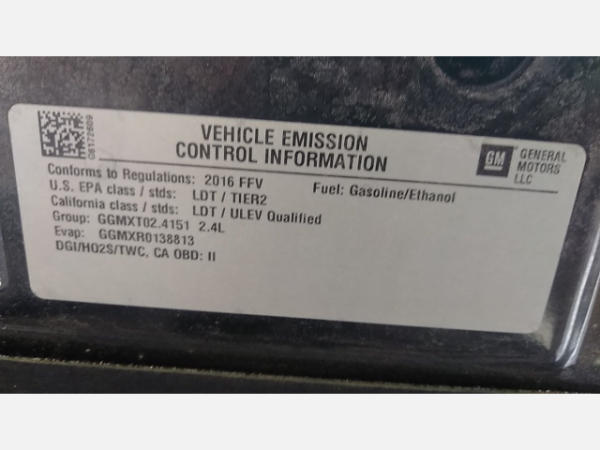 06172609
VEHICLE EMISSION
CONTROL INFORMATION
GM
GENERAL
MOTORS
LLC
Conforms to Regulations: 2016 FFV
Fuel: Gasoline/Ethanol
U.S. EPA class / stds: LDT / TIER2
California class / stds: LDT / ULEV Qualified
Group: GGMXT02.4151 2.4L
Evap: GGMXR0138813
DGI/HO2S/TWC, CA OBD: II